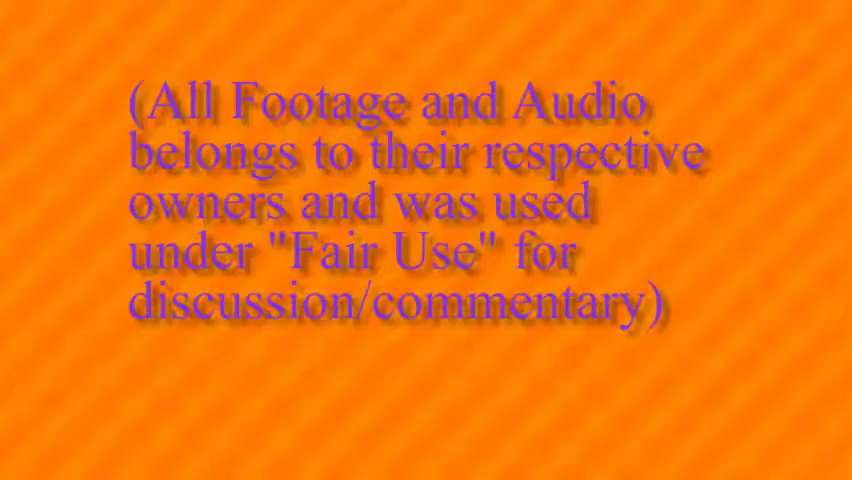 (All Footage and Audio
belongs to their respective
owners and was used
under "Fair Use" for
discussion/commentary)